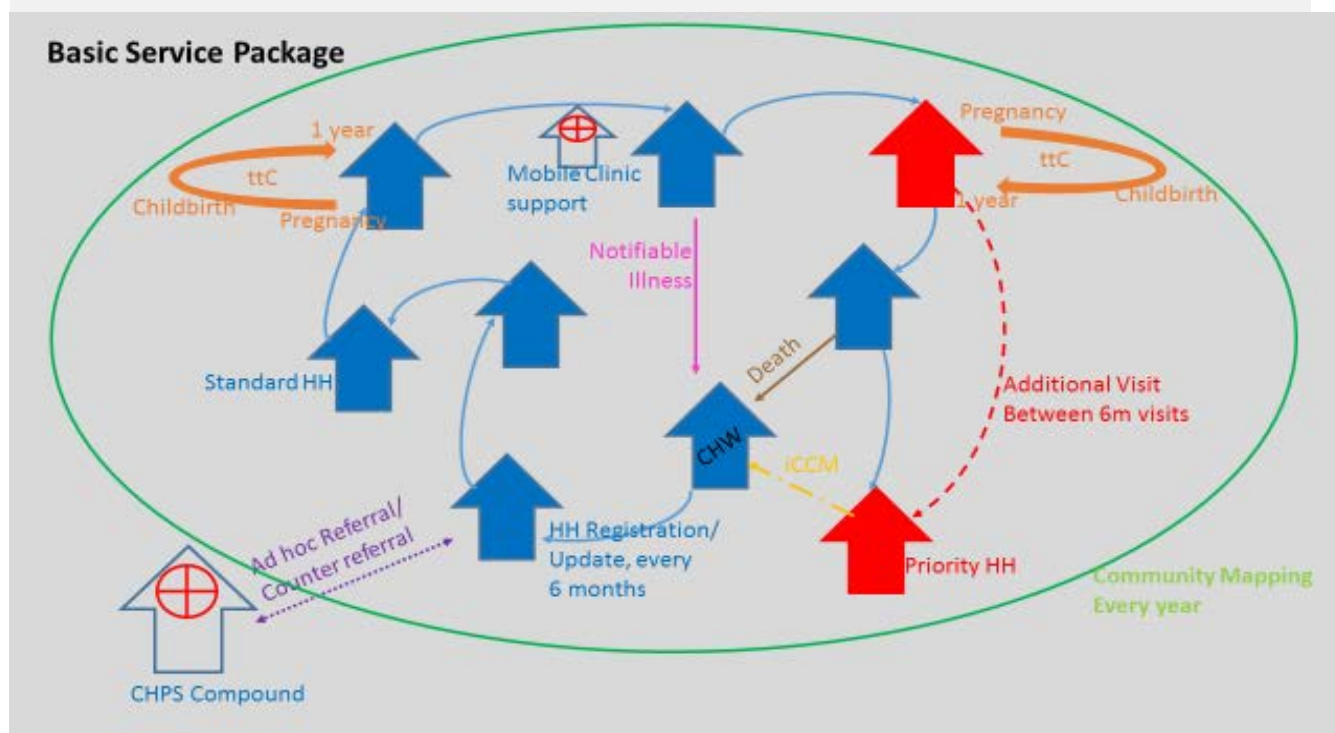 Basic Service Package
1 year
ttC
Childbirth
Pregnancy
Mobile Clinic
support
Pregnancy
ttC
Childbirth
1 year
Notifiable
Illness
Standard HH
Death
Additional Visit
Between 6m visits
CHW
iCCM
Ad hoc Referral/
Counter referral
HH Registration/
Update, every
6 months
Priority HH
Community Mapping
Every year
CHPS Compound